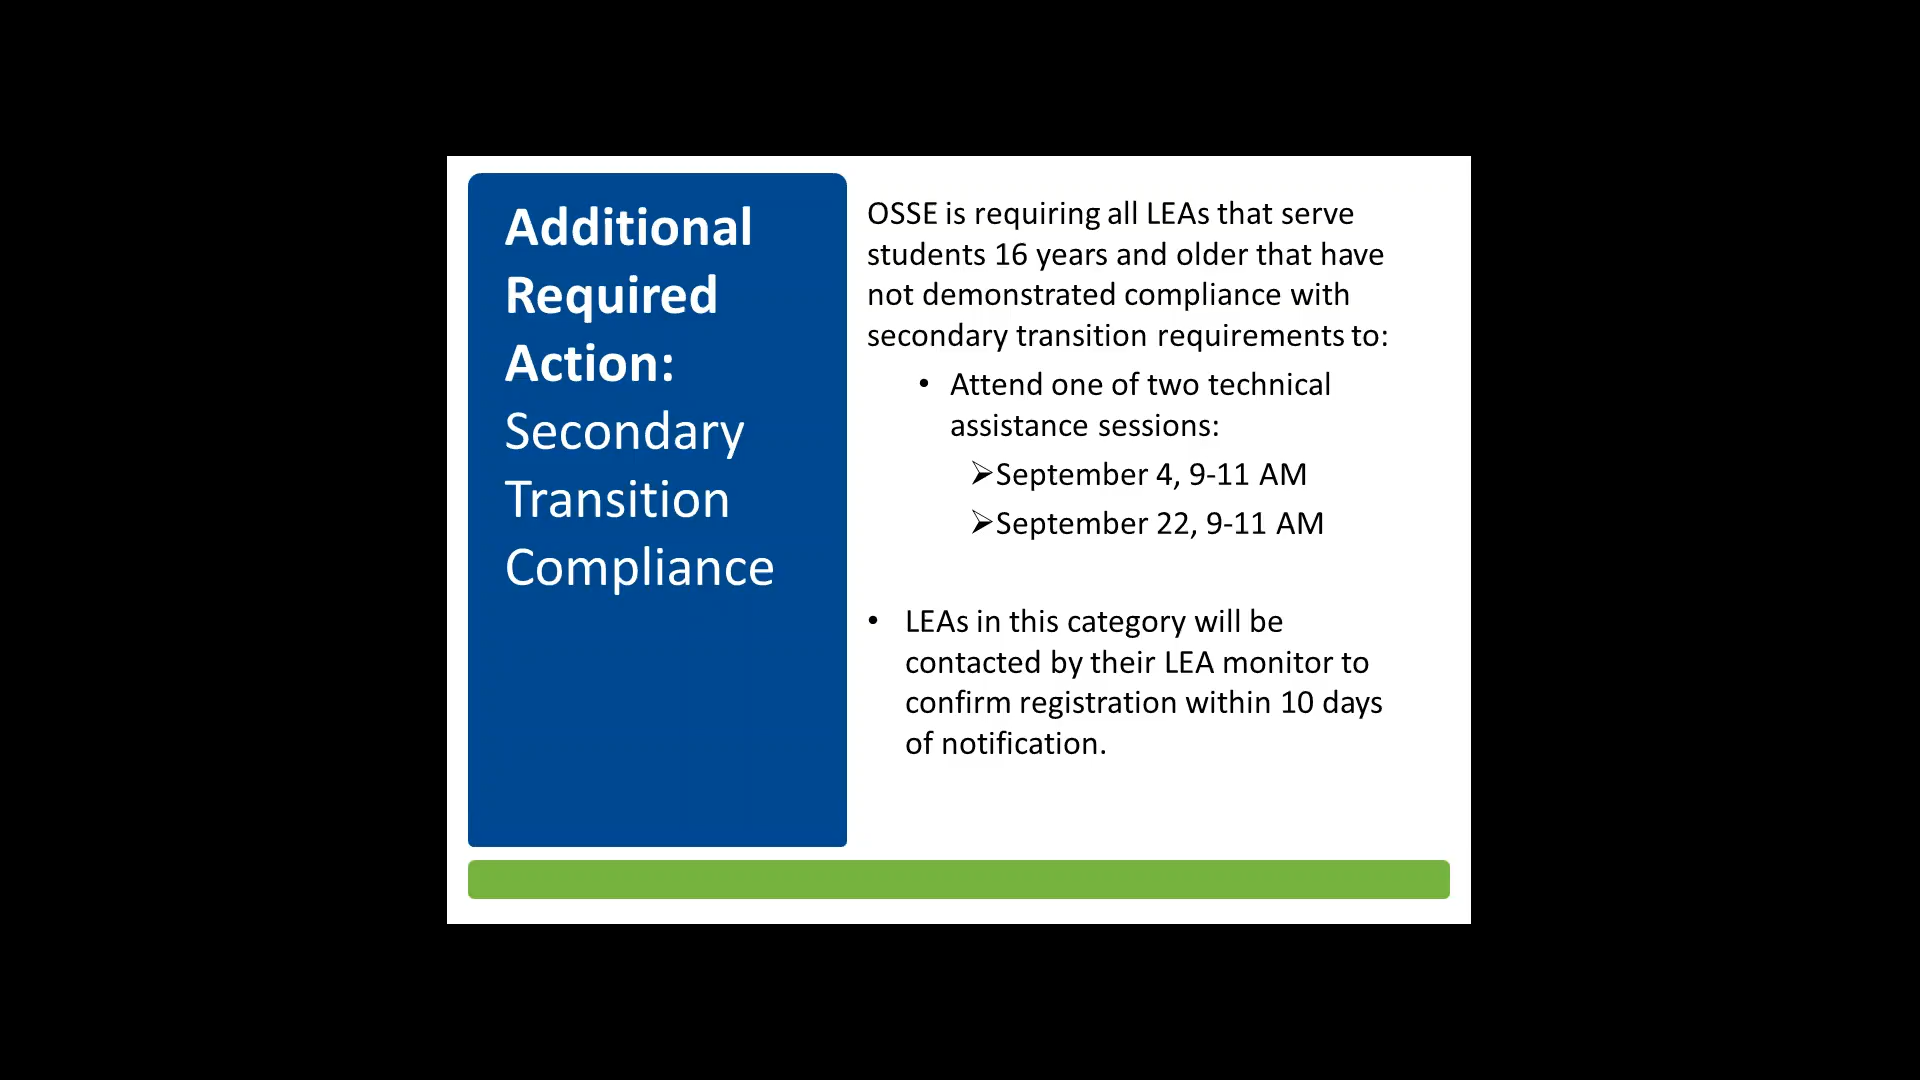 Additional
Required
Action:
Secondary
Transition
Compliance
OSSE is requiring all LEAs that serve
students 16 years and older that have
not demonstrated compliance with
secondary transition requirements to:
• Attend one of two technical
assistance sessions:
➢September 4, 9-11 AM
➢September 22, 9-11 AM
• LEAs in this category will be
contacted by their LEA monitor to
confirm registration within 10 days
of notification.